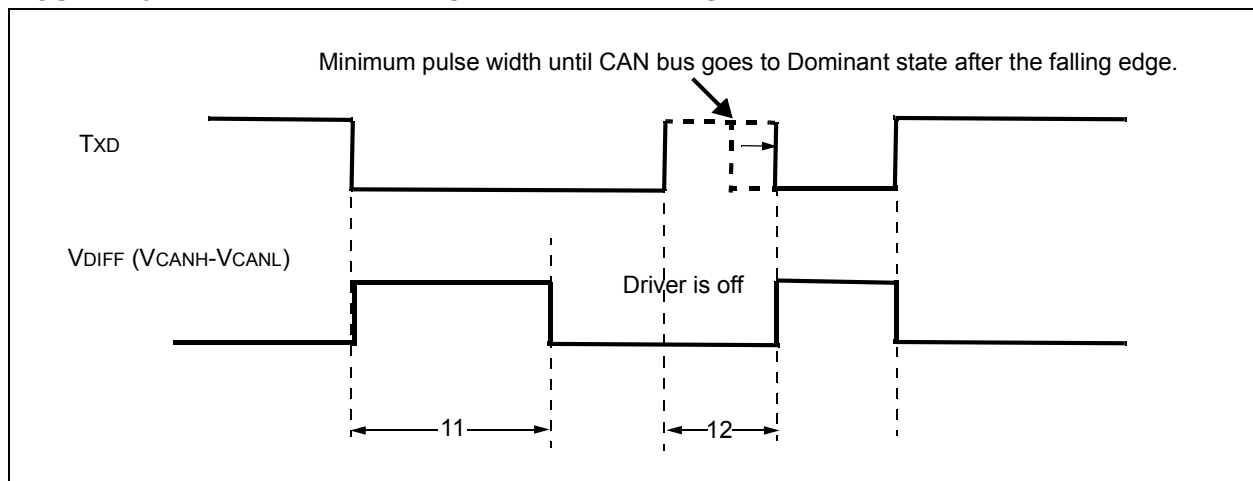 Minimum pulse width until CAN bus goes to Dominant state after the falling edge.
TXD
VDIFF (VCANH-VCANL)
Driver is off
11
12